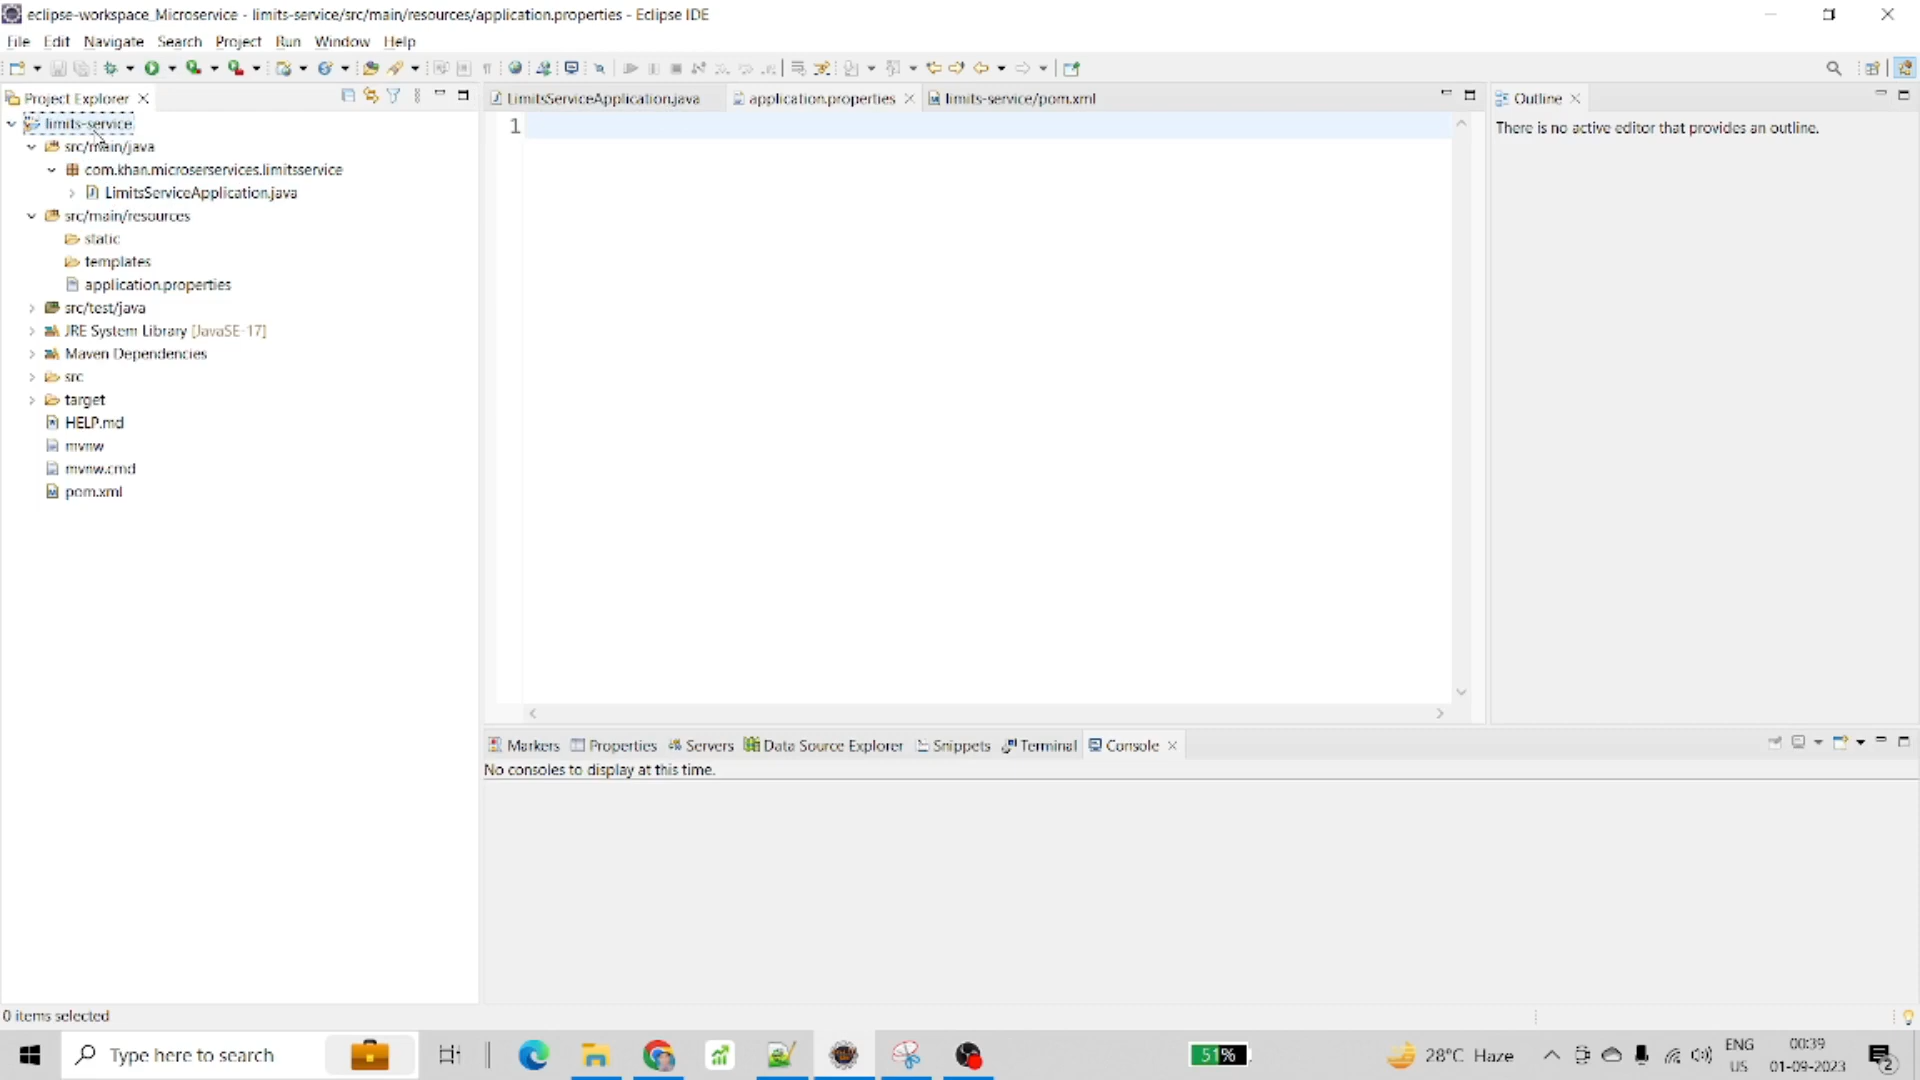 eclipse-workspace_Microservice - limits-service/src/main/resources/application.properties - Eclipse IDE
File Edit Navigate Search Project Run Window Help
Project Explorer
LimitsServiceApplication.java
application.properties
limits-service/pom.xml
Outline
limits-service
1
There is no active editor that provides an outline.
src/main/java
com.khan.microserservices.limitsservice
LimitsServiceApplication.java
src/main/resources
static
templates
application.properties
src/test/java
JRE System Library [JavaSE-17]
Maven Dependencies
src
target
HELP.md
mvnw
mvnw.cmd
pom.xml
Markers Properties Servers Data Source Explorer Snippets Terminal Console
No consoles to display at this time.
0 items selected
Type here to search
51%
28°C Haze
ENG
US
00:39
01-09-2023
2